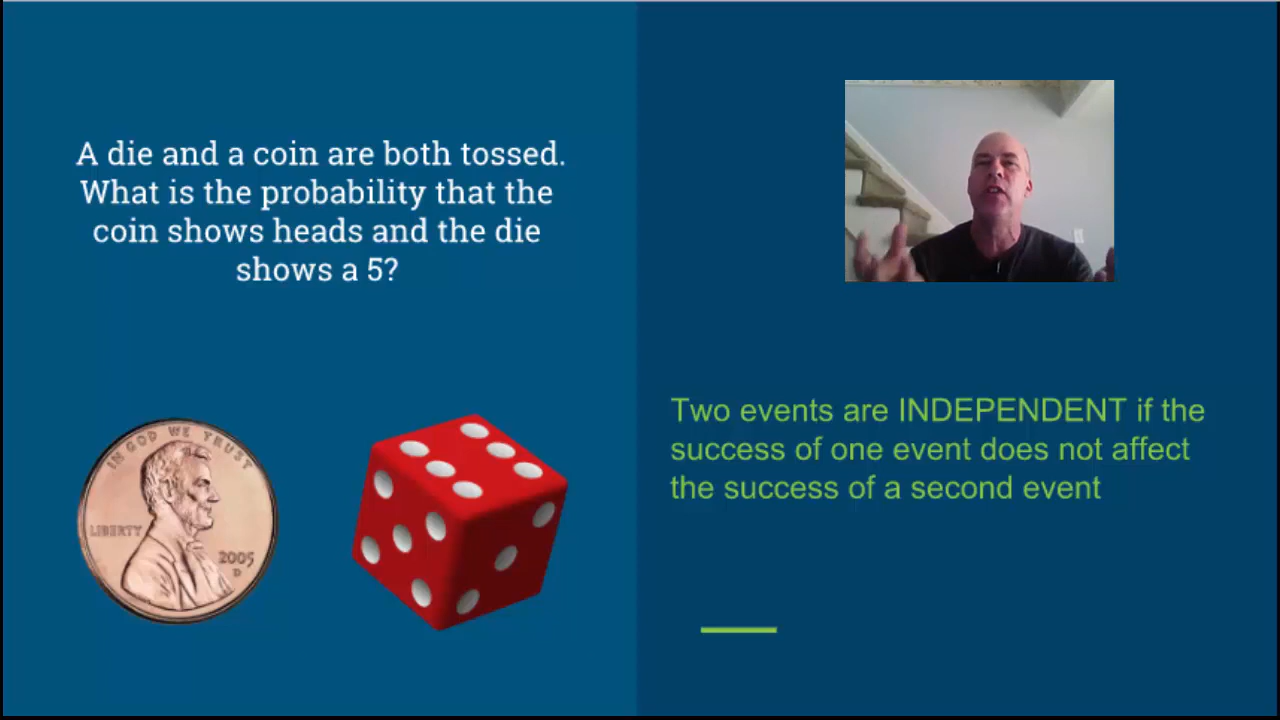 A die and a coin are both tossed.
What is the probability that the
coin shows heads and the die
shows a 5?
IN GOD WE TRUST
LIBERTY
2005
D
Two events are INDEPENDENT if the
success of one event does not affect
the success of a second event